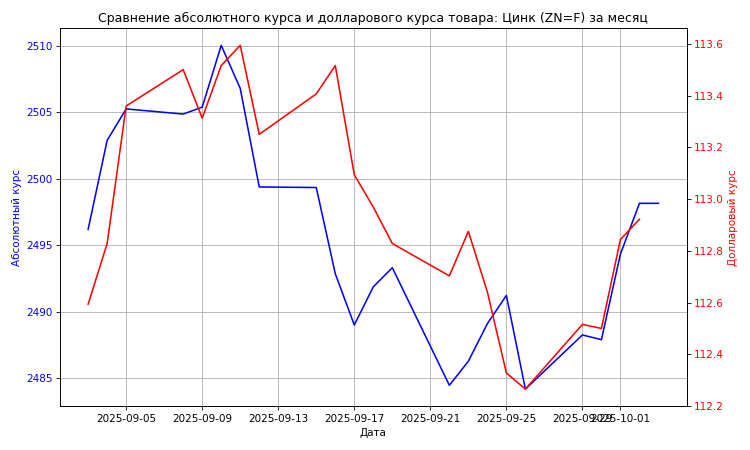 Сравнение абсолютного курса и долларового курса товара: Цинк (ZN=F) за месяц
2510
2505
2500
2495
2490
2485
Абсолютный курс
113.6
113.4
113.2
113.0
112.8
112.6
112.4
112.2
Долларовый курс
2025-09-05 2025-09-09 2025-09-13 2025-09-17 2025-09-21 2025-09-25 2025-09-29 2025-10-01
Дата